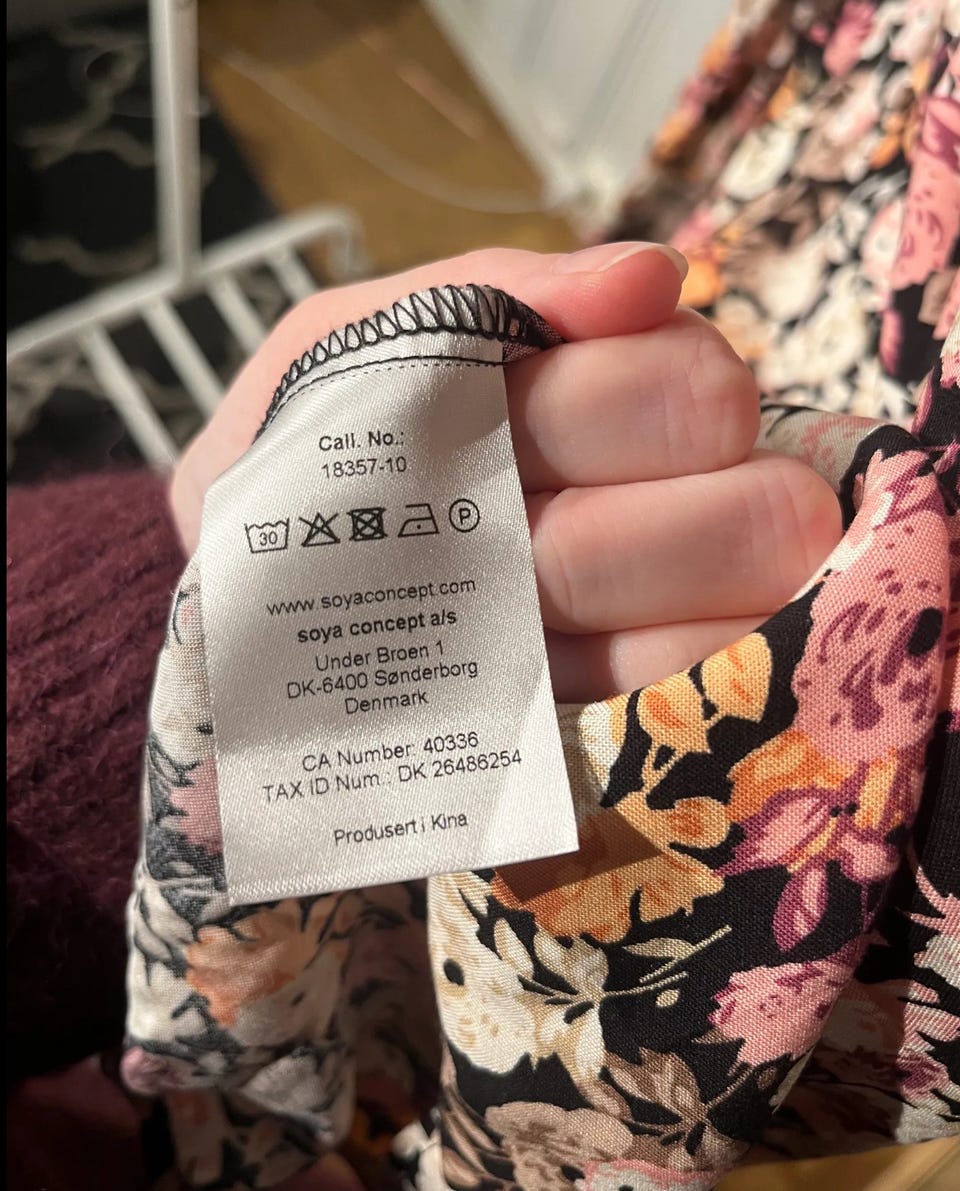 Call. No.:
18357-10
30 P
www.soyaconcept.com
soya concept a/s
Under Broen 1
DK-6400 Sønderborg
Denmark
CA Number 40336
TAX ID Num.: DK 26486254
Produsert i Kina